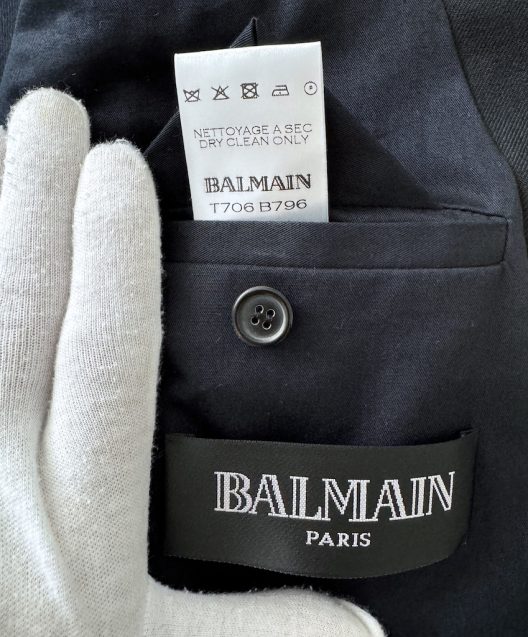 NETTOYAGE A SEC
DRY CLEAN ONLY
BALMAIN
T706 B796
BALMAIN
PARIS